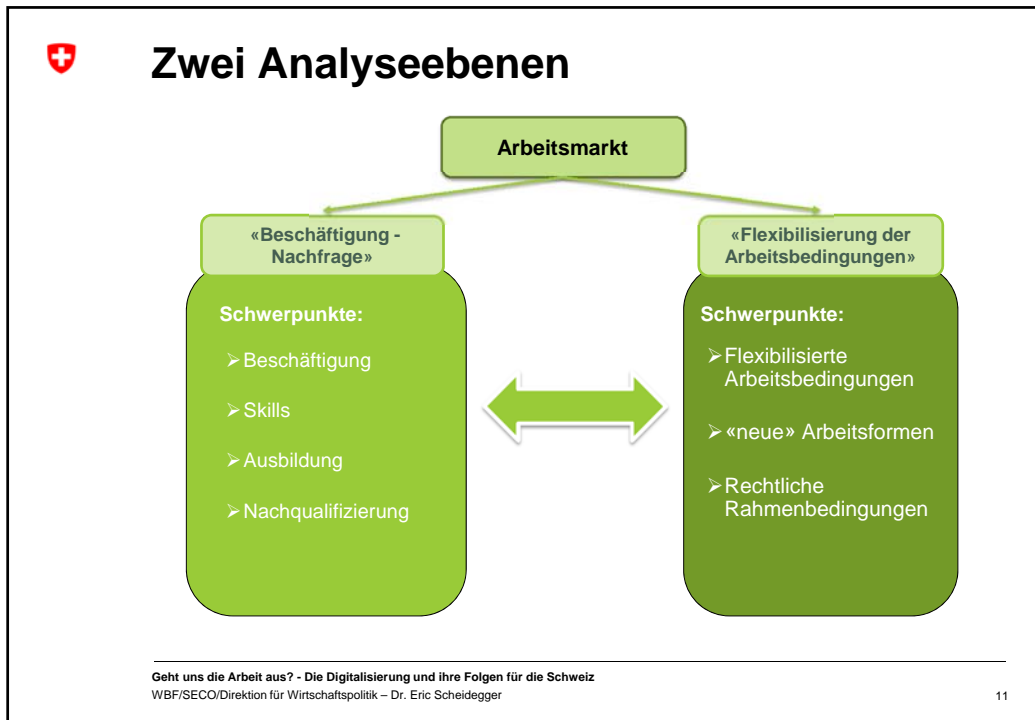 Zwei Analyseebenen
Arbeitsmarkt
«Beschäftigung -
Nachfrage»
Schwerpunkte:
Beschäftigung
Skills
Ausbildung
Nachqualifizierung
«Flexibilisierung der
Arbeitsbedingungen»
Schwerpunkte:
Flexibilisierte
Arbeitsbedingungen
«neue» Arbeitsformen
Rechtliche
Rahmenbedingungen
Geht uns die Arbeit aus? - Die Digitalisierung und ihre Folgen für die Schweiz
WBF/SECO/Direktion für Wirtschaftspolitik – Dr. Eric Scheidegger
11